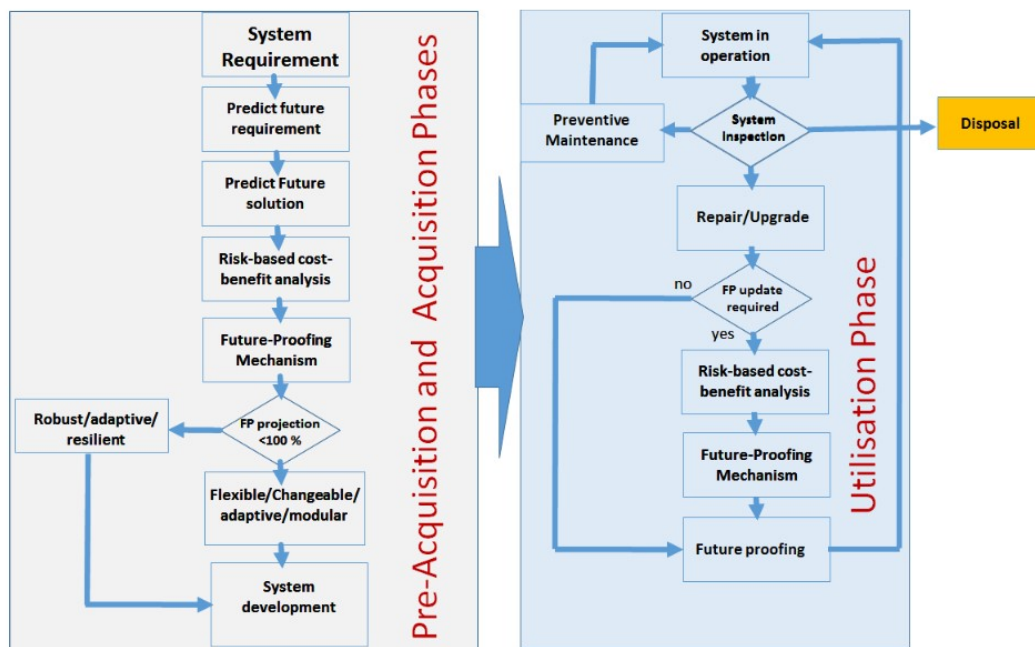 System
Requirement
Predict future
requirement
Predict Future
solution
Risk-based cost-
benefit analysis
Future-Proofing
Mechanism
FP projection
<100 %
Robust/adaptive/
resilient
Flexible/Changeable/
adaptive/modular
System
development
Pre-Acquisition and Acquisition Phases
System in
operation
System
Inspection
Preventive
Maintenance
Disposal
Repair/Upgrade
FP update
required
no
yes
Risk-based cost-
benefit analysis
Future-Proofing
Mechanism
Future proofing
Utilisation Phase